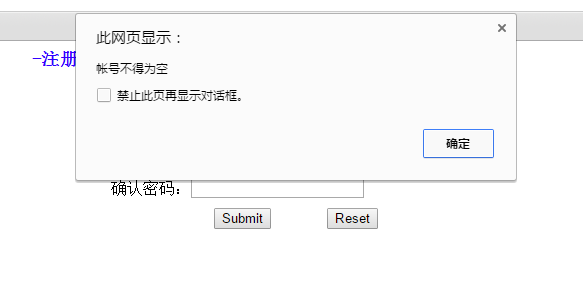 此网页显示：
-注册
帐号不得为空
禁止此页再显示对话框。
确定
确认密码：
Submit Reset